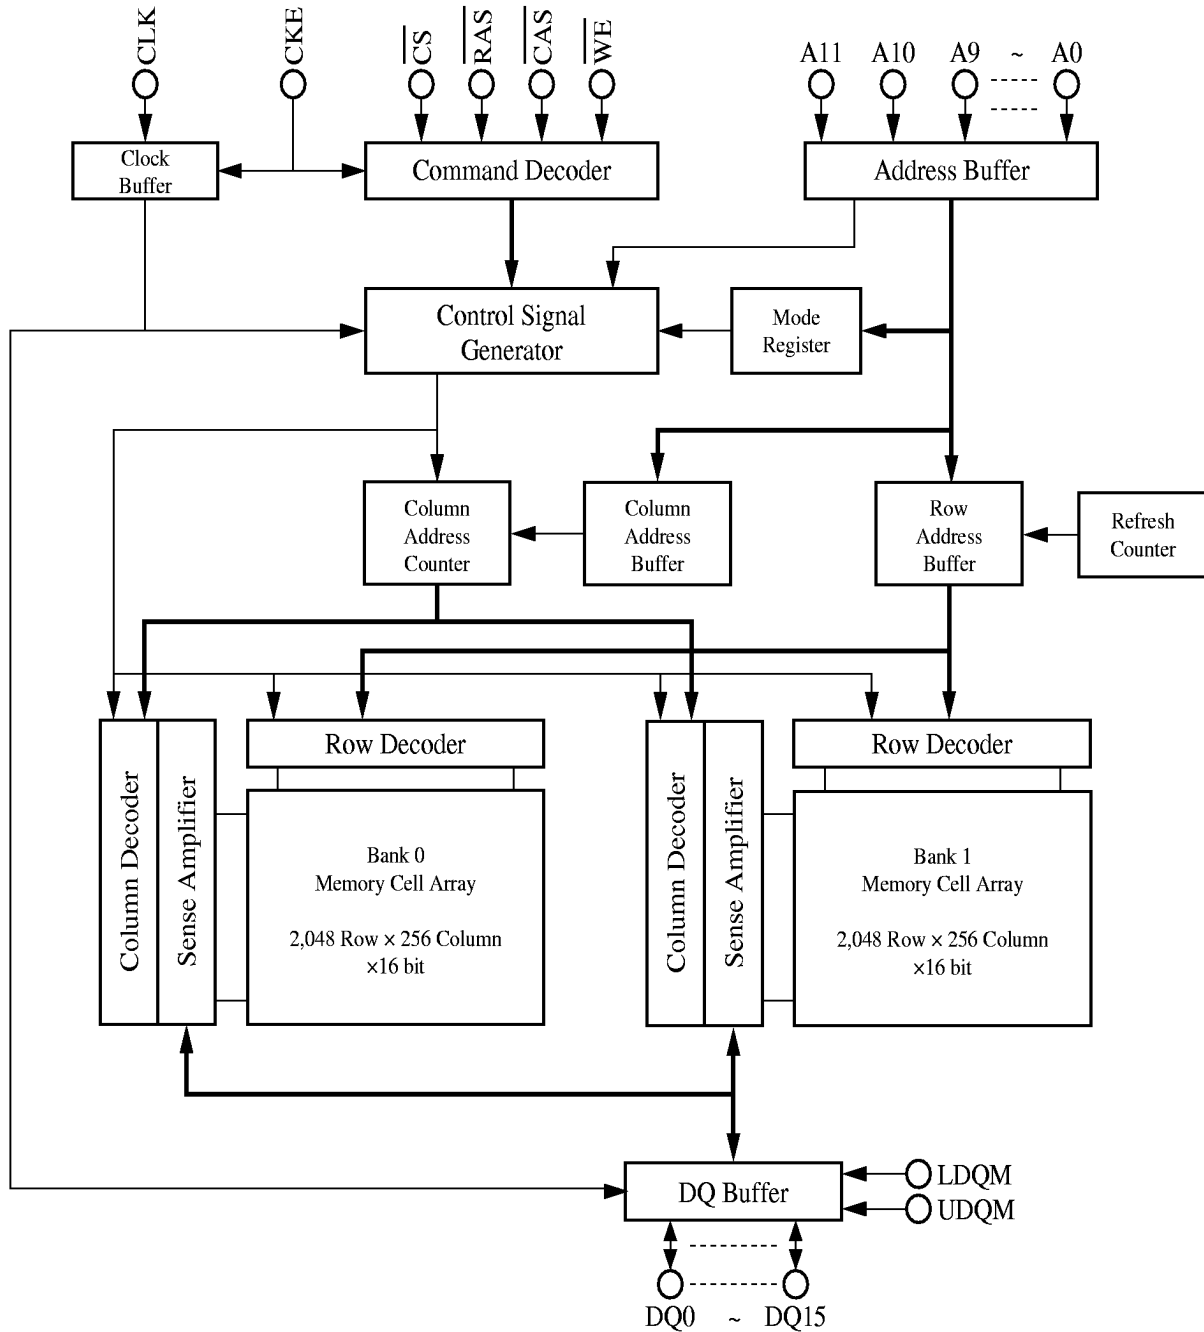 CLK
CKE
CS
RAS
CAS
WE
A11 A10 A9 ~ A0
Clock
Buffer
Command Decoder
Address Buffer
Control Signal
Generator
Mode
Register
Column
Address
Counter
Column
Address
Buffer
Row
Address
Buffer
Refresh
Counter
Column Decoder
Sense Amplifier
Row Decoder
Bank 0
Memory Cell Array
2,048 Row × 256 Column
×16 bit
Column Decoder
Sense Amplifier
Row Decoder
Bank 1
Memory Cell Array
2,048 Row × 256 Column
×16 bit
DQ Buffer
LDQM
UDQM
DQ0 ~ DQ15